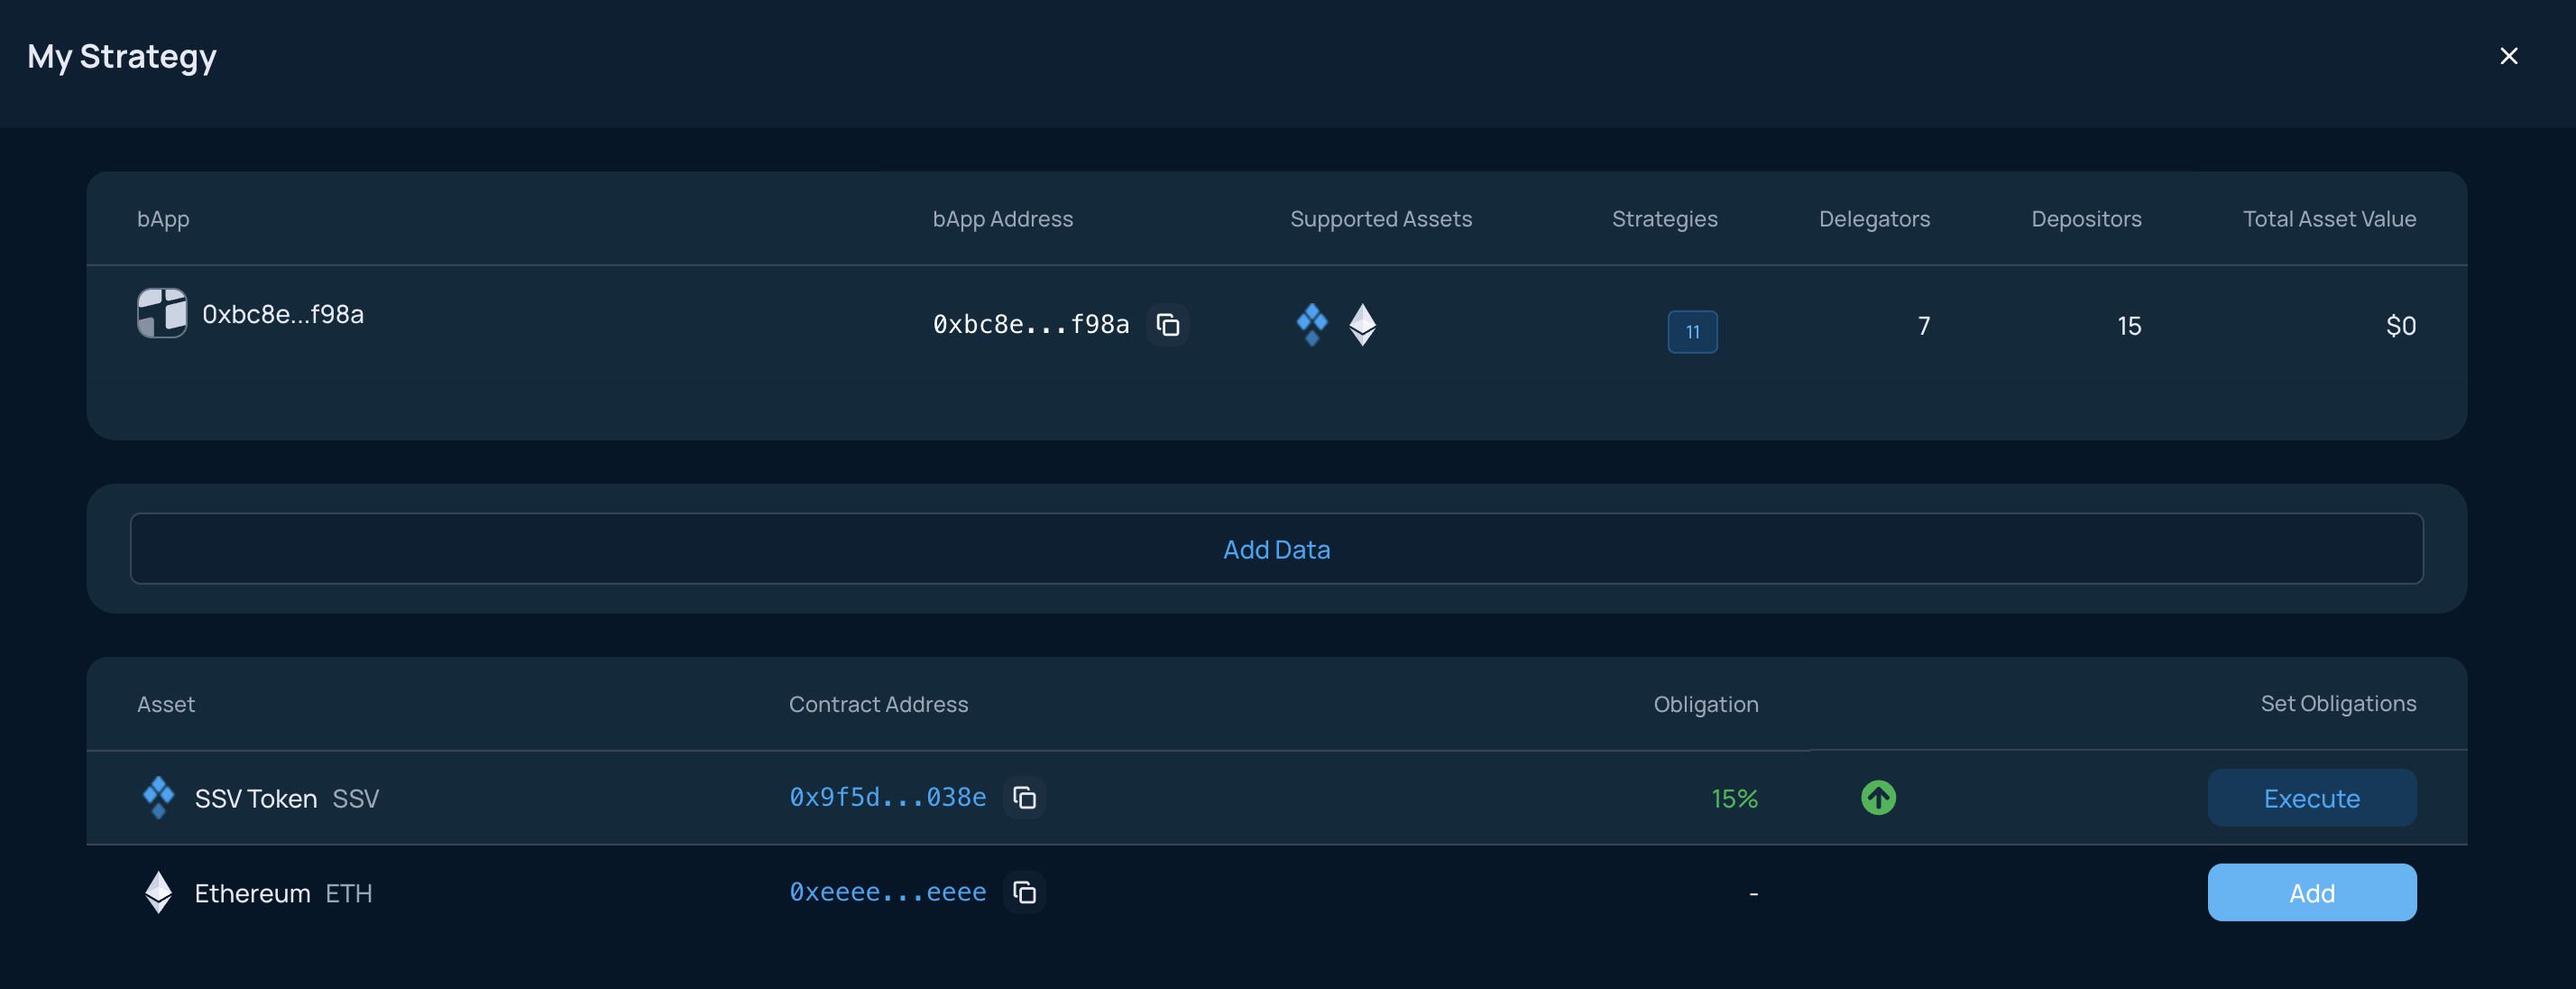 My Strategy
bApp bApp Address Supported Assets Strategies Delegators Depositors Total Asset Value
0xbc8e...f98a 0xbc8e...f98a 11 7 15 $0
Add Data
Asset Contract Address Obligation Set Obligations
SSV Token SSV 0x9f5d...038e 15% Execute
Ethereum ETH 0xeeee...eeee - Add